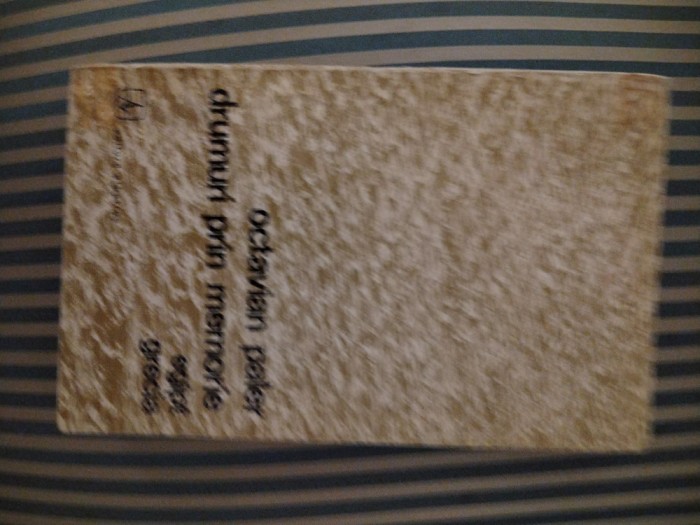 octavian paler
drumuri prin memorie
egipt
grecia